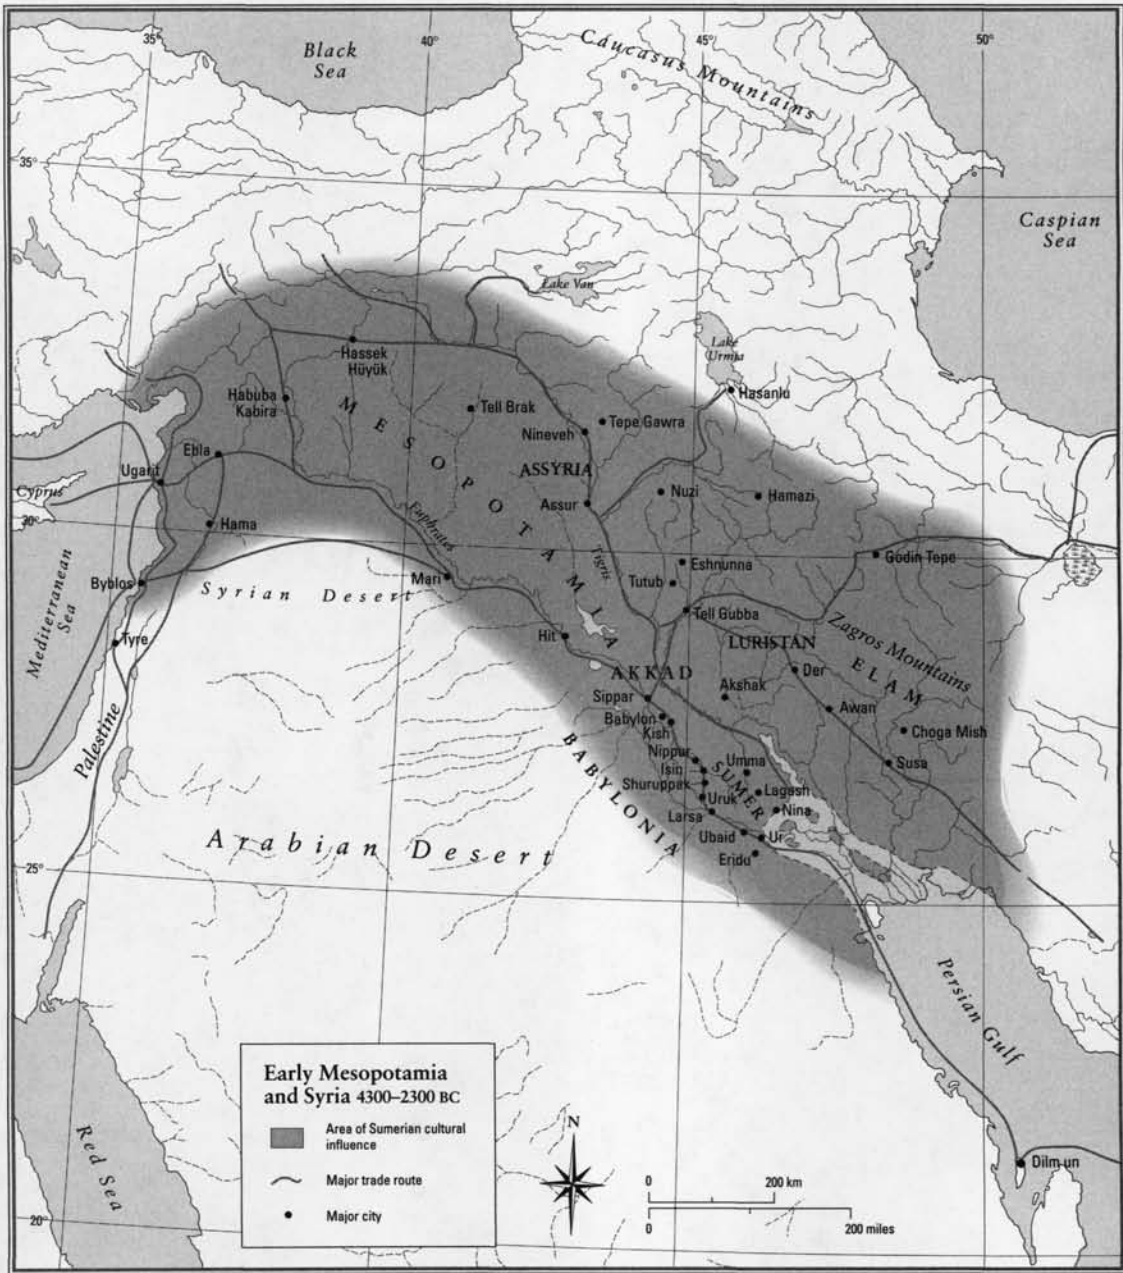 35°
40°
45°
50°
Black
Sea
Caucasus Mountains
35°
Caspian
Sea
Lake Van
Lake
Urmia
Hassek
Hüyük
Hasanlu
Habuba
Kabira
MESOPOTAMIA
Tell Brak
Tepe Gawra
Nineveh
Ebla
Ugarit
ASSYRIA
Cyprus
Nuzi
Hamazi
Assur
30°
Hama
Euphrates
Tigris
Godin Tepe
Eshnunna
Byblos
Mari
Tutub
Syrian Desert
Mediterranean
Sea
Tell Gubba
Zagros Mountains
Tyre
Hit
LURISTAN
Der
ELAM
AKKAD
Sippar
Akshak
Awan
Palestine
Babylon
Kish
Choga Mish
BABYLONIA
Nippur
Isin
Umma
Susa
SUMER
Shuruppak
Lagash
Uruk
Nina
Larsa
Ubaid
Ur
Arabian Desert
Eridu
25°
Persian Gulf
Early Mesopotamia
and Syria 4300–2300 BC
Area of Sumerian cultural
influence
Major trade route
Major city
Red Sea
N
0
200 km
0
200 miles
Dilmun
20°